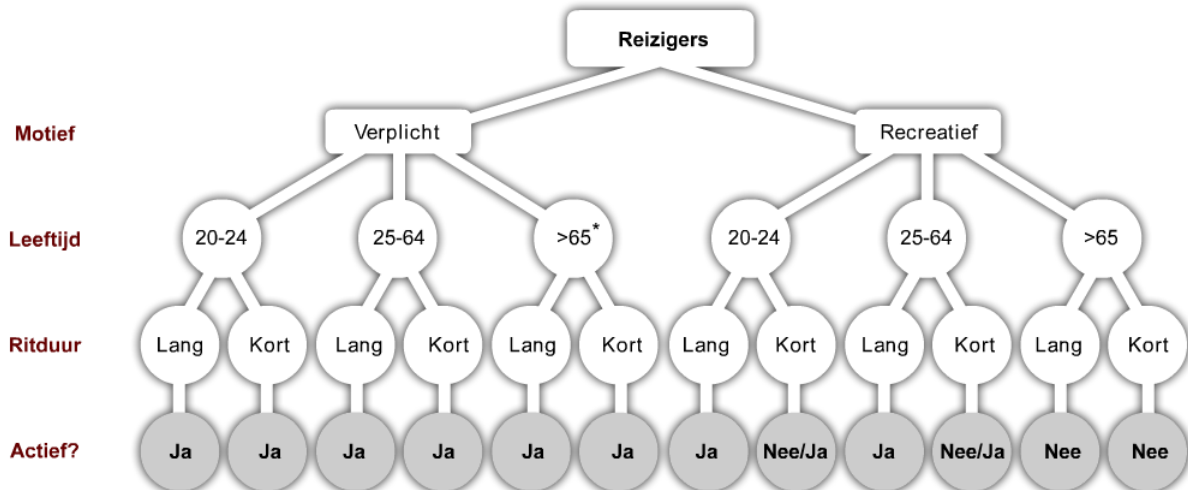 Reizigers
Motief Verplicht Recreatief
Leeftijd 20-24 25-64 >65* 20-24 25-64 >65
Ritduur Lang Kort Lang Kort Lang Kort Lang Kort Lang Kort Lang Kort
Actief? Ja Ja Ja Ja Ja Ja Ja Nee/Ja Ja Nee/Ja Nee Nee